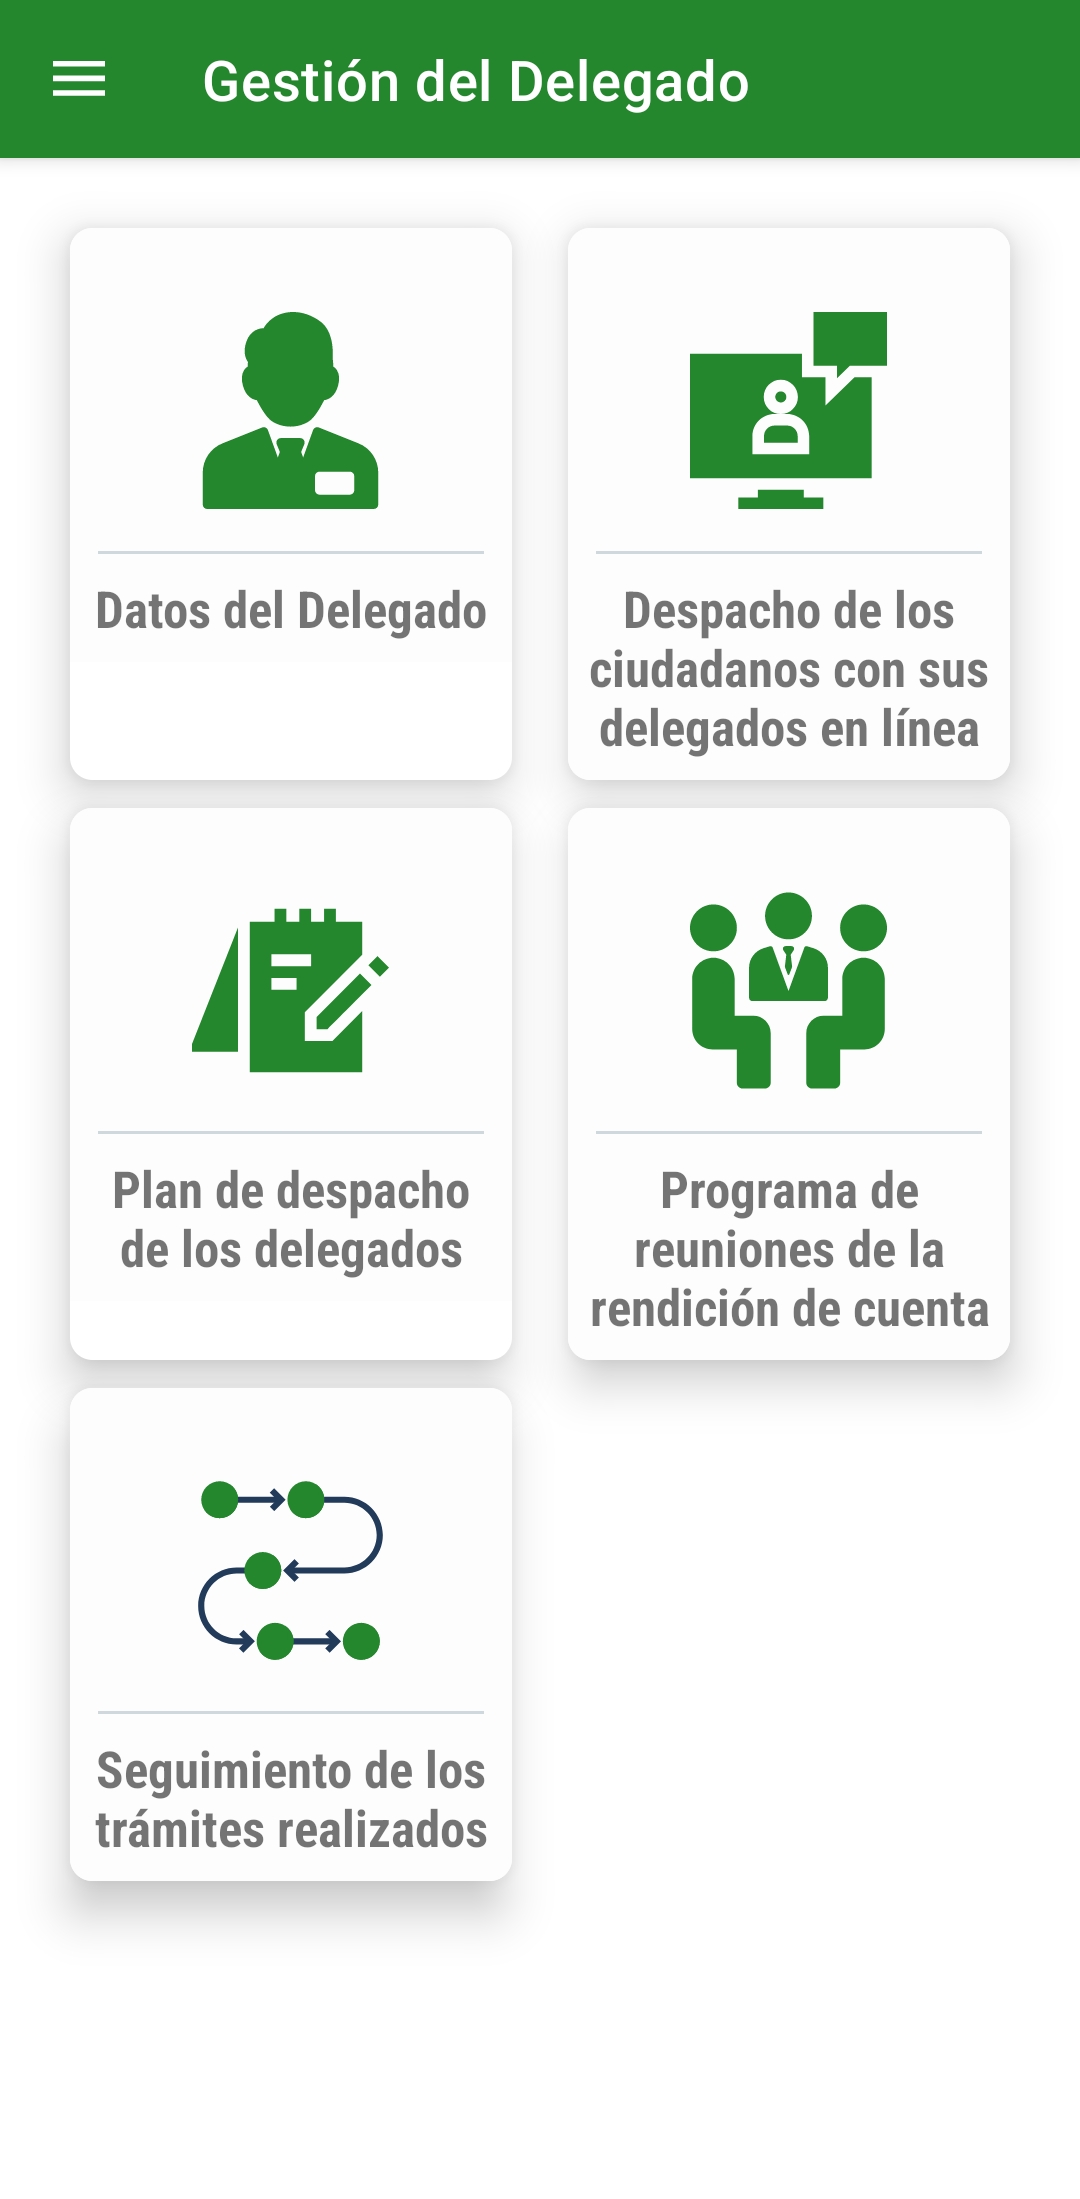 Gestión del Delegado
Datos del Delegado
Despacho de los
ciudadanos con sus
delegados en línea
Plan de despacho
de los delegados
Programa de
reuniones de la
rendición de cuenta
Seguimiento de los
trámites realizados